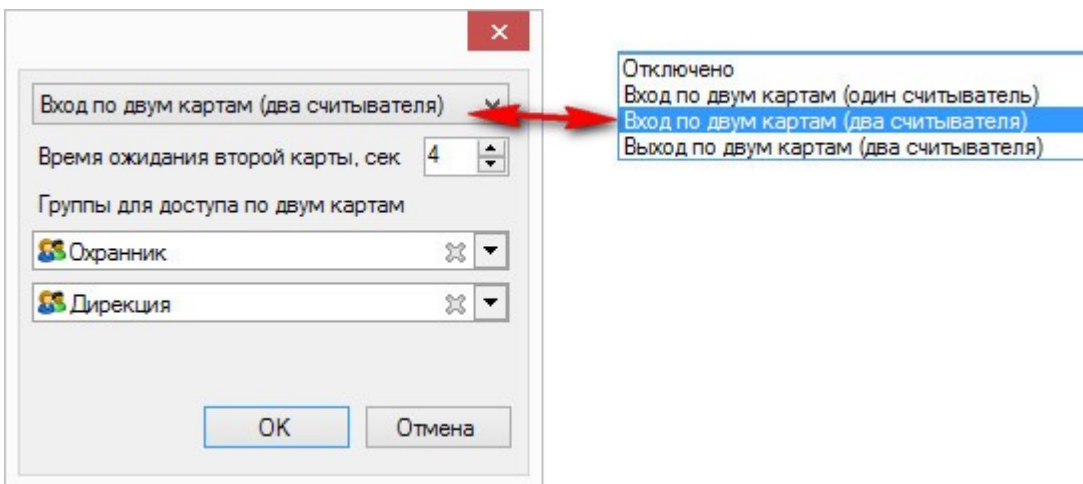 Вход по двум картам (два считывателя)
Время ожидания второй карты, сек 4
Группы для доступа по двум картам
Охранник
Дирекция
ОК Отмена
Отключено
Вход по двум картам (один считыватель)
Вход по двум картам (два считывателя)
Выход по двум картам (два считывателя)